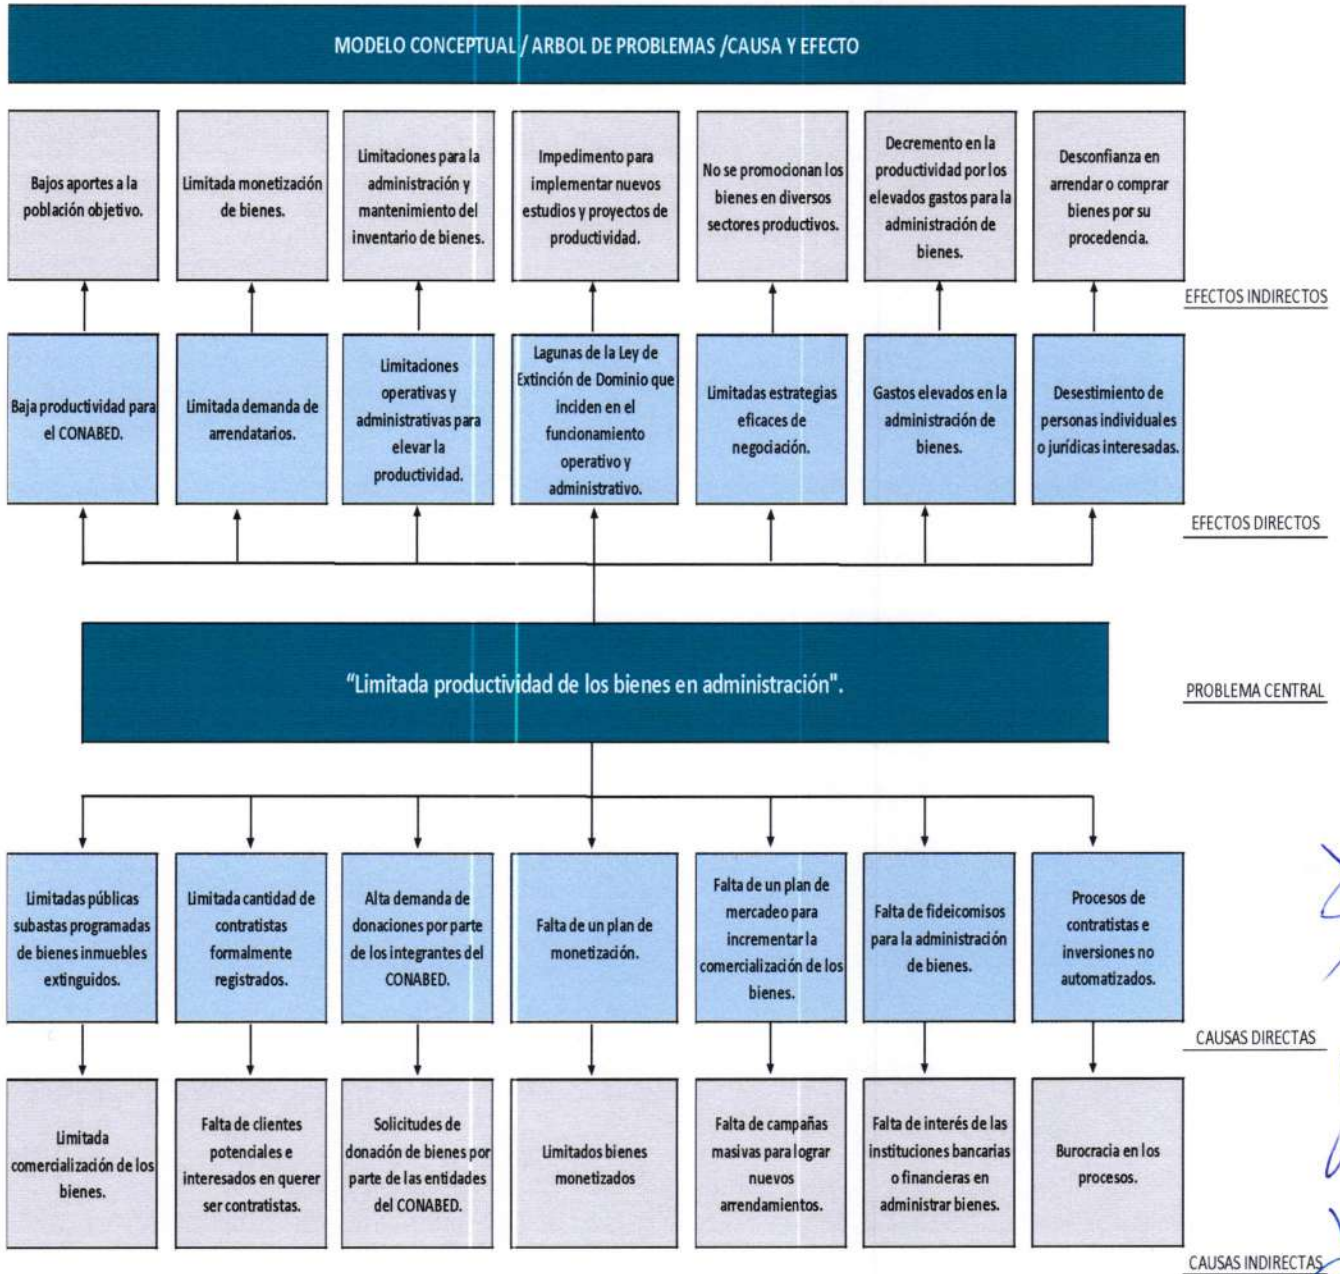 MODELO CONCEPTUAL / ARBOL DE PROBLEMAS /CAUSA Y EFECTO
Bajos aportes a la
población objetivo.
Limitada monetización
de bienes.
Limitaciones para la
administración y
mantenimiento del
inventario de bienes.
Impedimento para
implementar nuevos
estudios y proyectos de
productividad.
No se promocionan los
bienes en diversos
sectores productivos.
Decremento en la
productividad por los
elevados gastos para la
administración de
bienes.
Desconfianza en
arrendar o comprar
bienes por su
procedencia.
EFECTOS INDIRECTOS
Baja productividad para
el CONABED.
Limitada demanda de
arrendatarios.
Limitaciones
operativas y
administrativas para
elevar la
productividad.
Lagunas de la Ley de
Extinción de Dominio que
inciden en el
funcionamiento
operativo y
administrativo.
Limitadas estrategias
eficaces de
negociación.
Gastos elevados en la
administración de
bienes.
Desestimiento de
personas individuales
o jurídicas interesadas.
EFECTOS DIRECTOS
“Limitada productividad de los bienes en administración".
PROBLEMA CENTRAL
Limitadas públicas
subastas programadas
de bienes inmuebles
extinguidos.
Limitada cantidad de
contratistas
formalmente
registrados.
Alta demanda de
donaciones por parte
de los integrantes del
CONABED.
Falta de un plan de
monetización.
Falta de un plan de
mercadeo para
incrementar la
comercialización de los
bienes.
Falta de fideicomisos
para la administración
de bienes.
Procesos de
contratistas e
inversiones no
automatizados.
CAUSAS DIRECTAS
Limitada
comercialización de los
bienes.
Falta de clientes
potenciales e
interesados en querer
ser contratistas.
Solicitudes de
donación de bienes por
parte de las entidades
del CONABED.
Limitados bienes
monetizados
Falta de campañas
masivas para lograr
nuevos
arrendamientos.
Falta de interés de las
instituciones bancarias
o financieras en
administrar bienes.
Burocracia en los
procesos.
CAUSAS INDIRECTAS